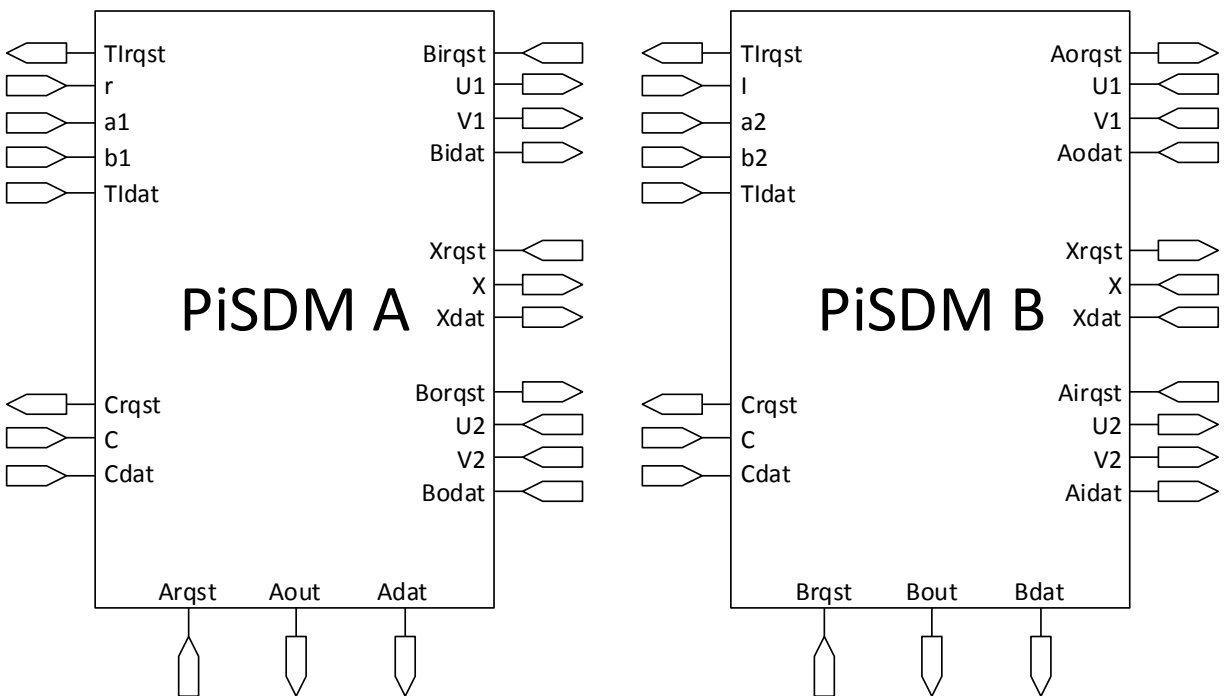 TIrqst
r
a1
b1
TIdat
Birqst
U1
V1
Bidat
Xrqst
X
Xdat
PiSDM A
Crqst
C
Cdat
Borqst
U2
V2
Bodat
Arqst Aout Adat
TIrqst
l
a2
b2
TIdat
Aorqst
U1
V1
Aodat
Xrqst
X
Xdat
PiSDM B
Crqst
C
Cdat
Airqst
U2
V2
Aidat
Brqst Bout Bdat